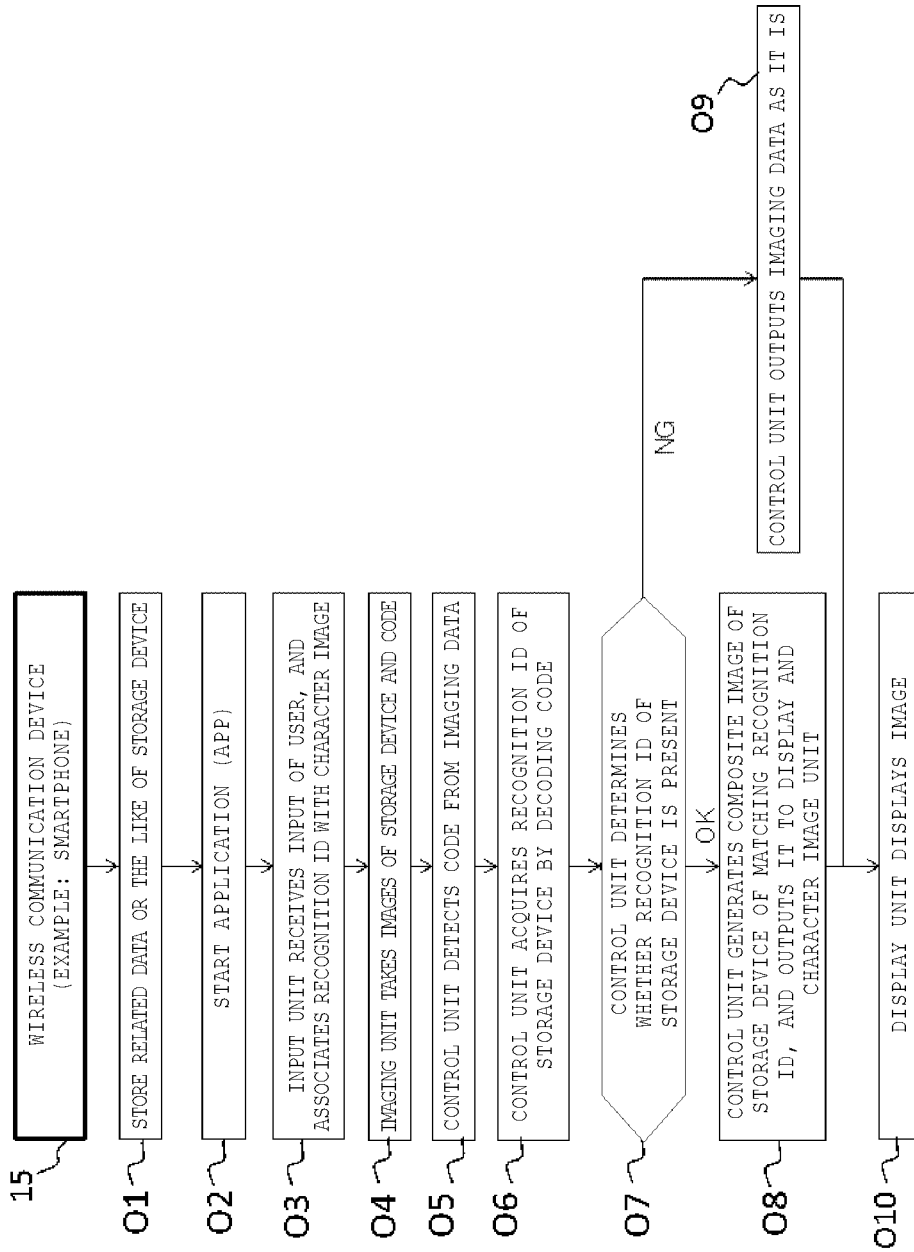 WIRELESS COMMUNICATION DEVICE
(EXAMPLE: SMARTPHONE)
15
STORE RELATED DATA OR THE LIKE OF STORAGE DEVICE
O1
START APPLICATION (APP)
O2
INPUT UNIT RECEIVES INPUT OF USER, AND
ASSOCIATES RECOGNITION ID WITH CHARACTER IMAGE
O3
IMAGING UNIT TAKES IMAGES OF STORAGE DEVICE AND CODE
O4
CONTROL UNIT DETECTS CODE FROM IMAGING DATA
O5
CONTROL UNIT ACQUIRES RECOGNITION ID OF
STORAGE DEVICE BY DECODING CODE
O6
CONTROL UNIT DETERMINES
WHETHER RECOGNITION ID OF
STORAGE DEVICE IS PRESENT
O7
NG
OK
CONTROL UNIT GENERATES COMPOSITE IMAGE OF
STORAGE DEVICE OF MATCHING RECOGNITION
ID, AND OUTPUTS IT TO DISPLAY AND
CHARACTER IMAGE UNIT
O8
CONTROL UNIT OUTPUTS IMAGING DATA AS IT IS
O9
DISPLAY UNIT DISPLAYS IMAGE
O10